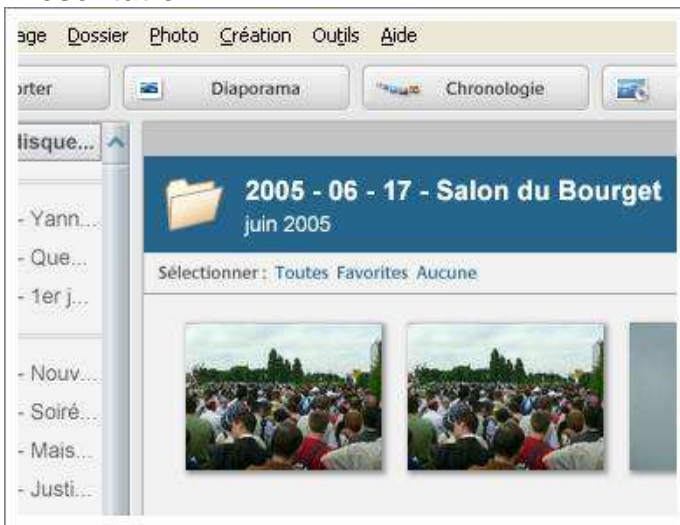 age Dossier Photo Création Outils Aide
orter Diaporama Chronologie
disque...
- Yann...
- Que...
- 1er j...
- Nouv...
- Soiré...
- Mais...
- Justi...
2005 - 06 - 17 - Salon du Bourget
juin 2005
Sélectionner : Toutes Favorites Aucune